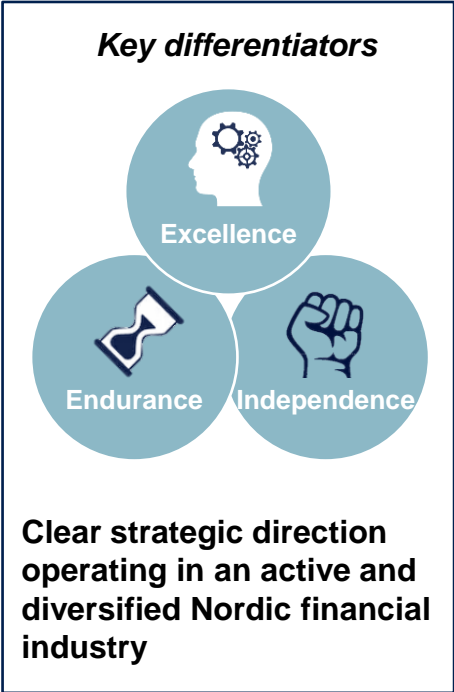 Key differentiators
Excellence
Endurance
Independence
Clear strategic direction
operating in an active and
diversified Nordic financial
industry